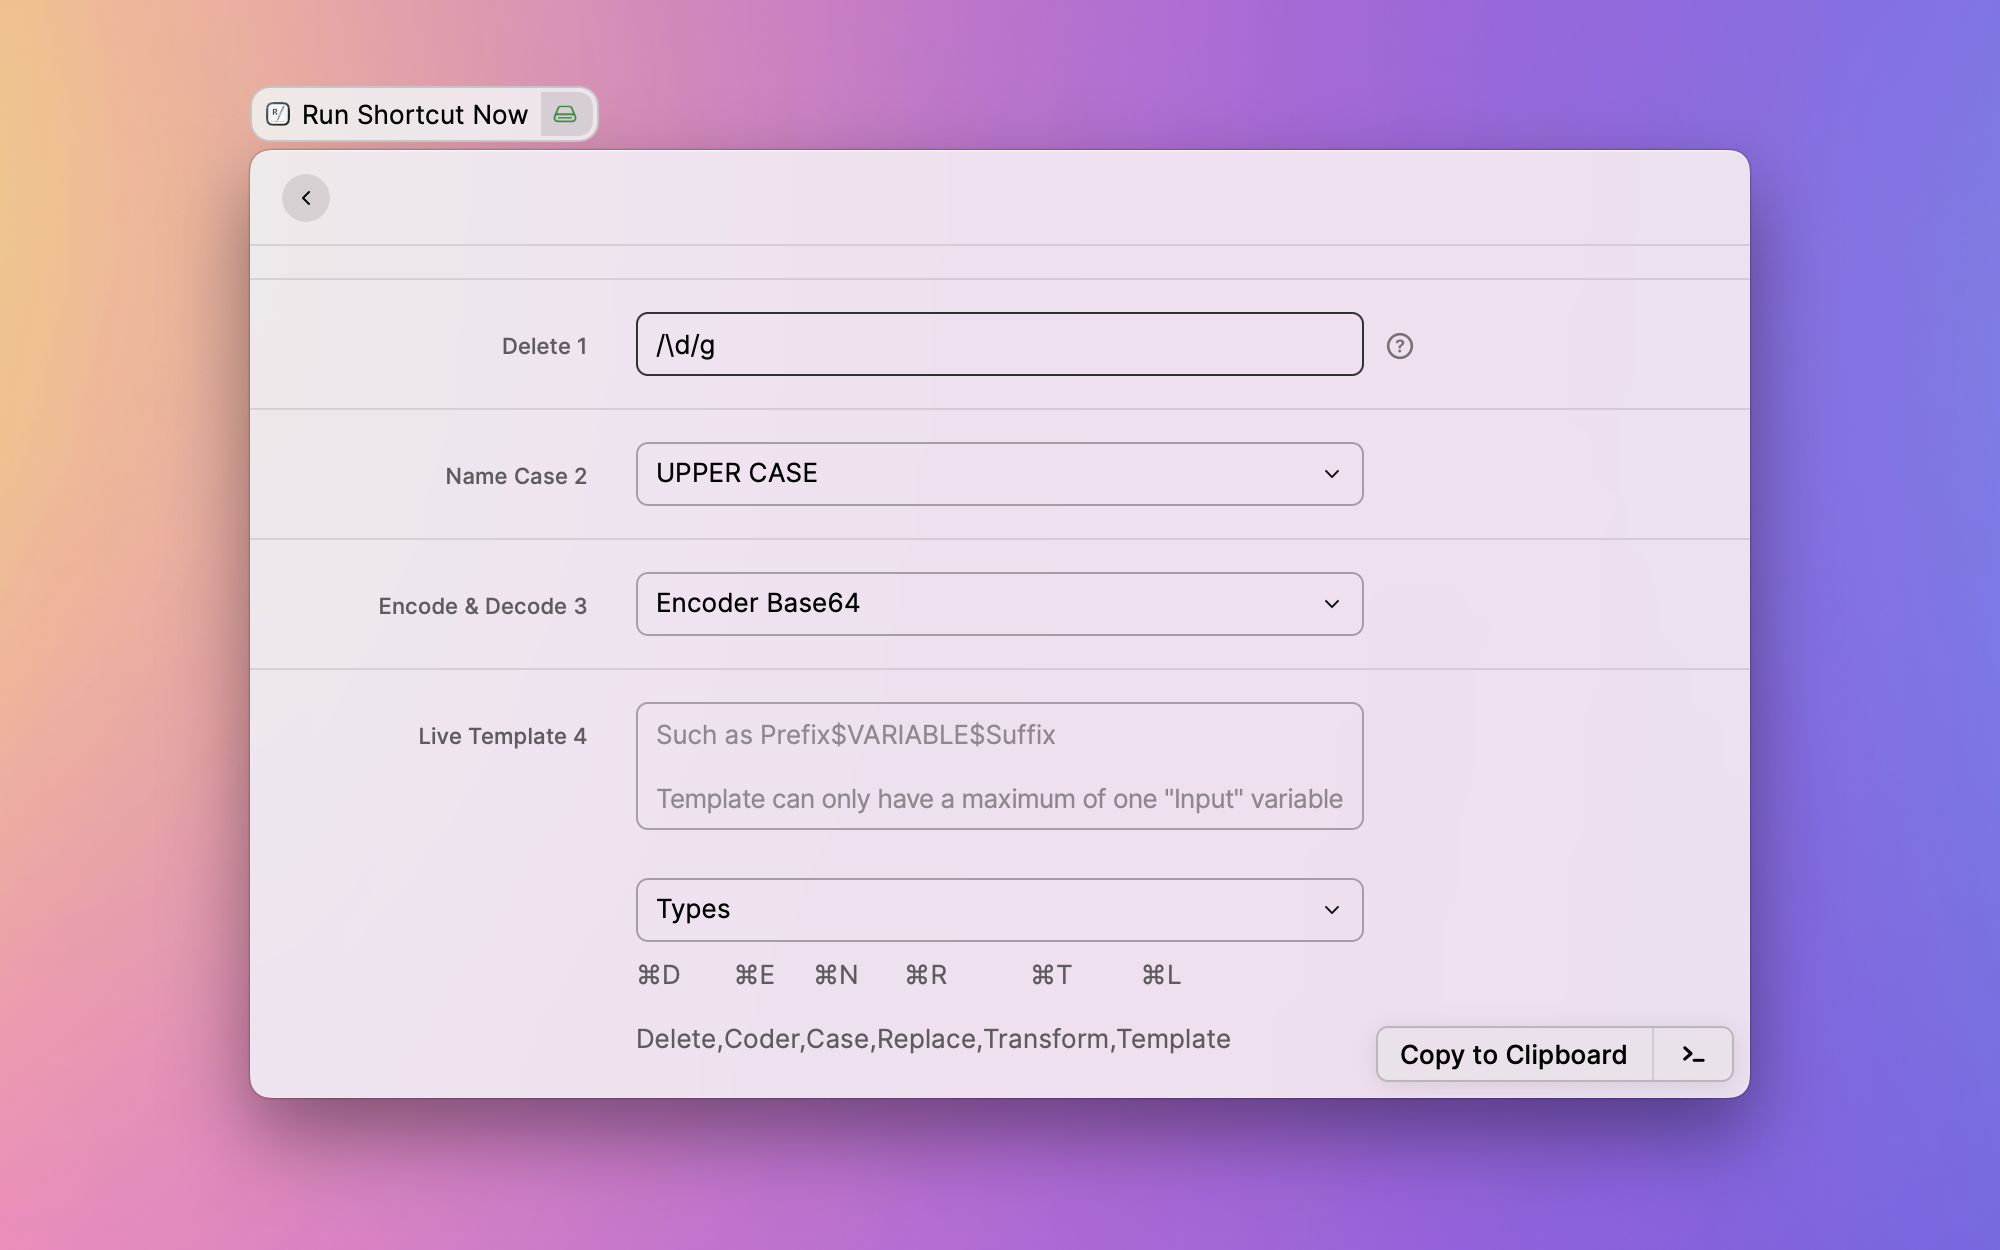 Run Shortcut Now
Delete 1
/\d/g
?
Name Case 2
UPPER CASE
Encode & Decode 3
Encoder Base64
Live Template 4
Such as Prefix$VARIABLE$Suffix
Template can only have a maximum of one "Input" variable
Types
⌘D ⌘E ⌘N ⌘R ⌘T ⌘L
Delete,Coder,Case,Replace,Transform,Template
Copy to Clipboard